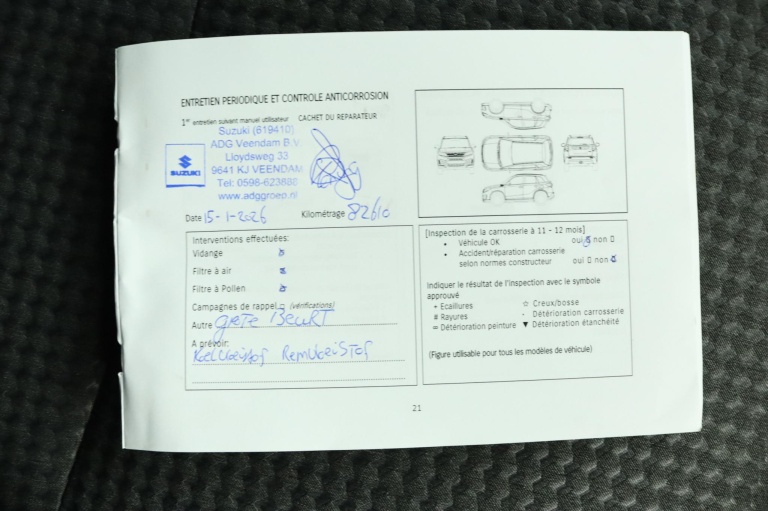 ENTRETIEN PERIODIQUE ET CONTROLE ANTICORROSION
1er entretien suivant manuel utilisateur CACHET DU REPARATEUR
Suzuki (619410)
ADG Veendam B.V.
Lloydsweg 33
9641 KJ VEENDAM
Tel: 0598-623688
www.adggroep.nl
SUZUKI
Date 15-1-2026 Kilométrage 82610
Interventions effectuées:
Vidange
Filtre à air
Filtre à Pollen
Campagnes de rappel (vérifications)
Autre grote Beurt
A prévoir:
Koelvloeistof Remvloeistof
[Inspection de la carrosserie à 11 - 12 mois]
• Véhicule OK oui non
• Accident/réparation carrosserie
selon normes constructeur oui non
Indiquer le résultat de l'inspection avec le symbole
approuvé
+ Ecaillures ☆ Creux/bosse
# Rayures - Détérioration carrosserie
= Détérioration peinture ▼ Détérioration étanchéité
(Figure utilisable pour tous les modèles de véhicule)
21